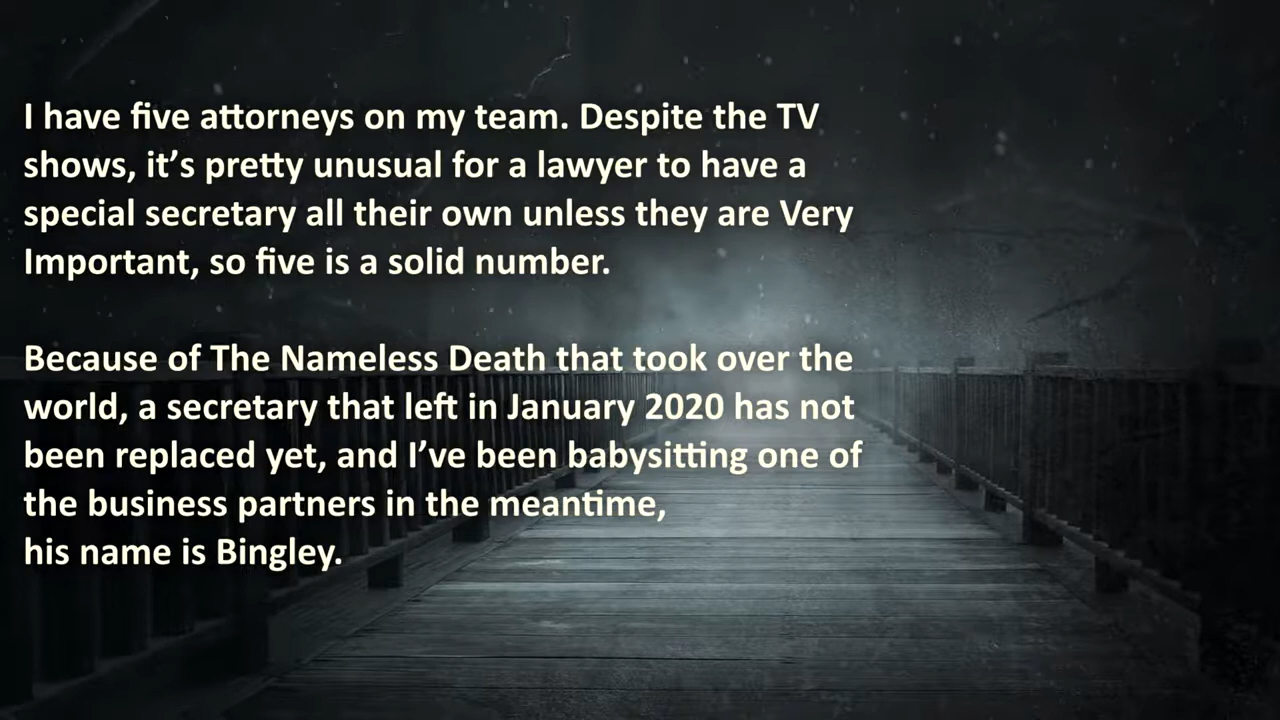 I have five attorneys on my team. Despite the TV
shows, it’s pretty unusual for a lawyer to have a
special secretary all their own unless they are Very
Important, so five is a solid number.
Because of The Nameless Death that took over the
world, a secretary that left in January 2020 has not
been replaced yet, and I’ve been babysitting one of
the business partners in the meantime,
his name is Bingley.